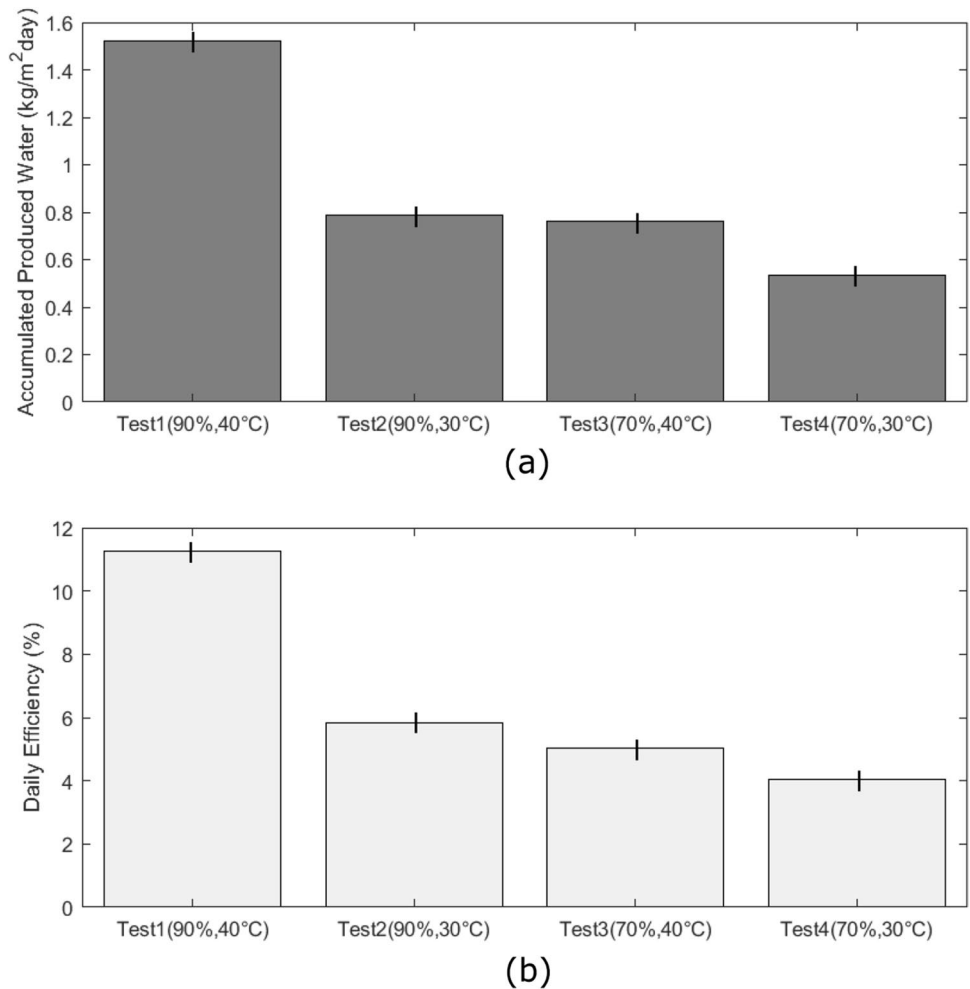 Accumulated Produced Water (kg/m²day)
1.6
1.4
1.2
1
0.8
0.6
0.4
0.2
0
Test1(90%,40°C) Test2(90%,30°C) Test3(70%,40°C) Test4(70%,30°C)
(a)
Daily Efficiency (%)
12
10
8
6
4
2
0
Test1(90%,40°C) Test2(90%,30°C) Test3(70%,40°C) Test4(70%,30°C)
(b)